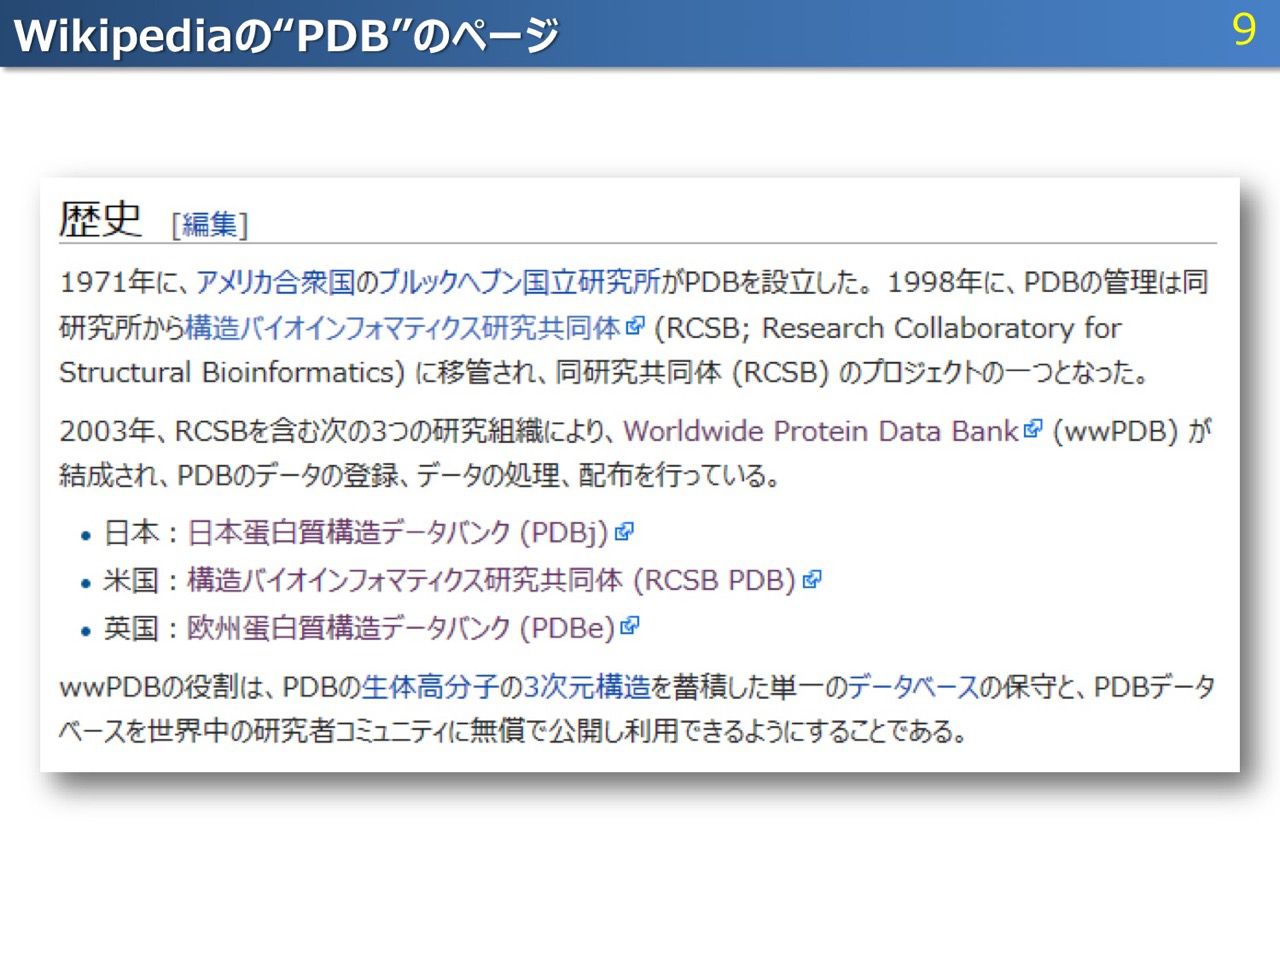 Wikipediaの“PDB”のページ
9
歴史 [編集]
1971年に、アメリカ合衆国のブルックヘブン国立研究所がPDBを設立した。1998年に、PDBの管理は同
研究所から構造バイオインフォマティクス研究共同体 (RCSB; Research Collaboratory for
Structural Bioinformatics) に移管され、同研究共同体 (RCSB) のプロジェクトの一つとなった。
2003年、RCSBを含む次の3つの研究組織により、Worldwide Protein Data Bank (wwPDB) が
結成され、PDBのデータの登録、データの処理、配布を行っている。
• 日本：日本蛋白質構造データバンク (PDBj)
• 米国：構造バイオインフォマティクス研究共同体 (RCSB PDB)
• 英国：欧州蛋白質構造データバンク (PDBe)
wwPDBの役割は、PDBの生体高分子の3次元構造を蓄積した単一のデータベースの保守と、PDBデータ
ベースを世界中の研究者コミュニティに無償で公開し利用できるようにすることである。